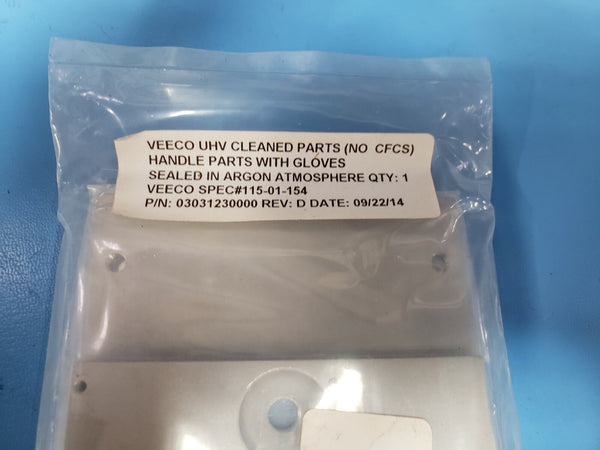 VEECO UHV CLEANED PARTS (NO CFCS)
HANDLE PARTS WITH GLOVES
SEALED IN ARGON ATMOSPHERE QTY: 1
VEECO SPEC#115-01-154
P/N: 03031230000 REV: D DATE: 09/22/14